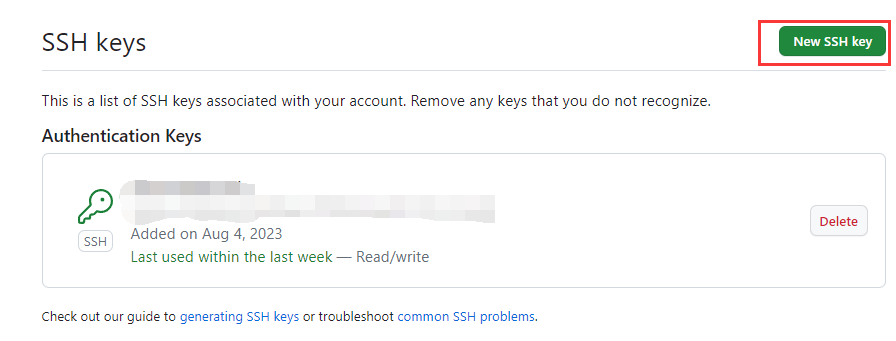 SSH keys
New SSH key
This is a list of SSH keys associated with your account. Remove any keys that you do not recognize.
Authentication Keys
SSH
Added on Aug 4, 2023
Last used within the last week — Read/write
Delete
Check out our guide to generating SSH keys or troubleshoot common SSH problems.